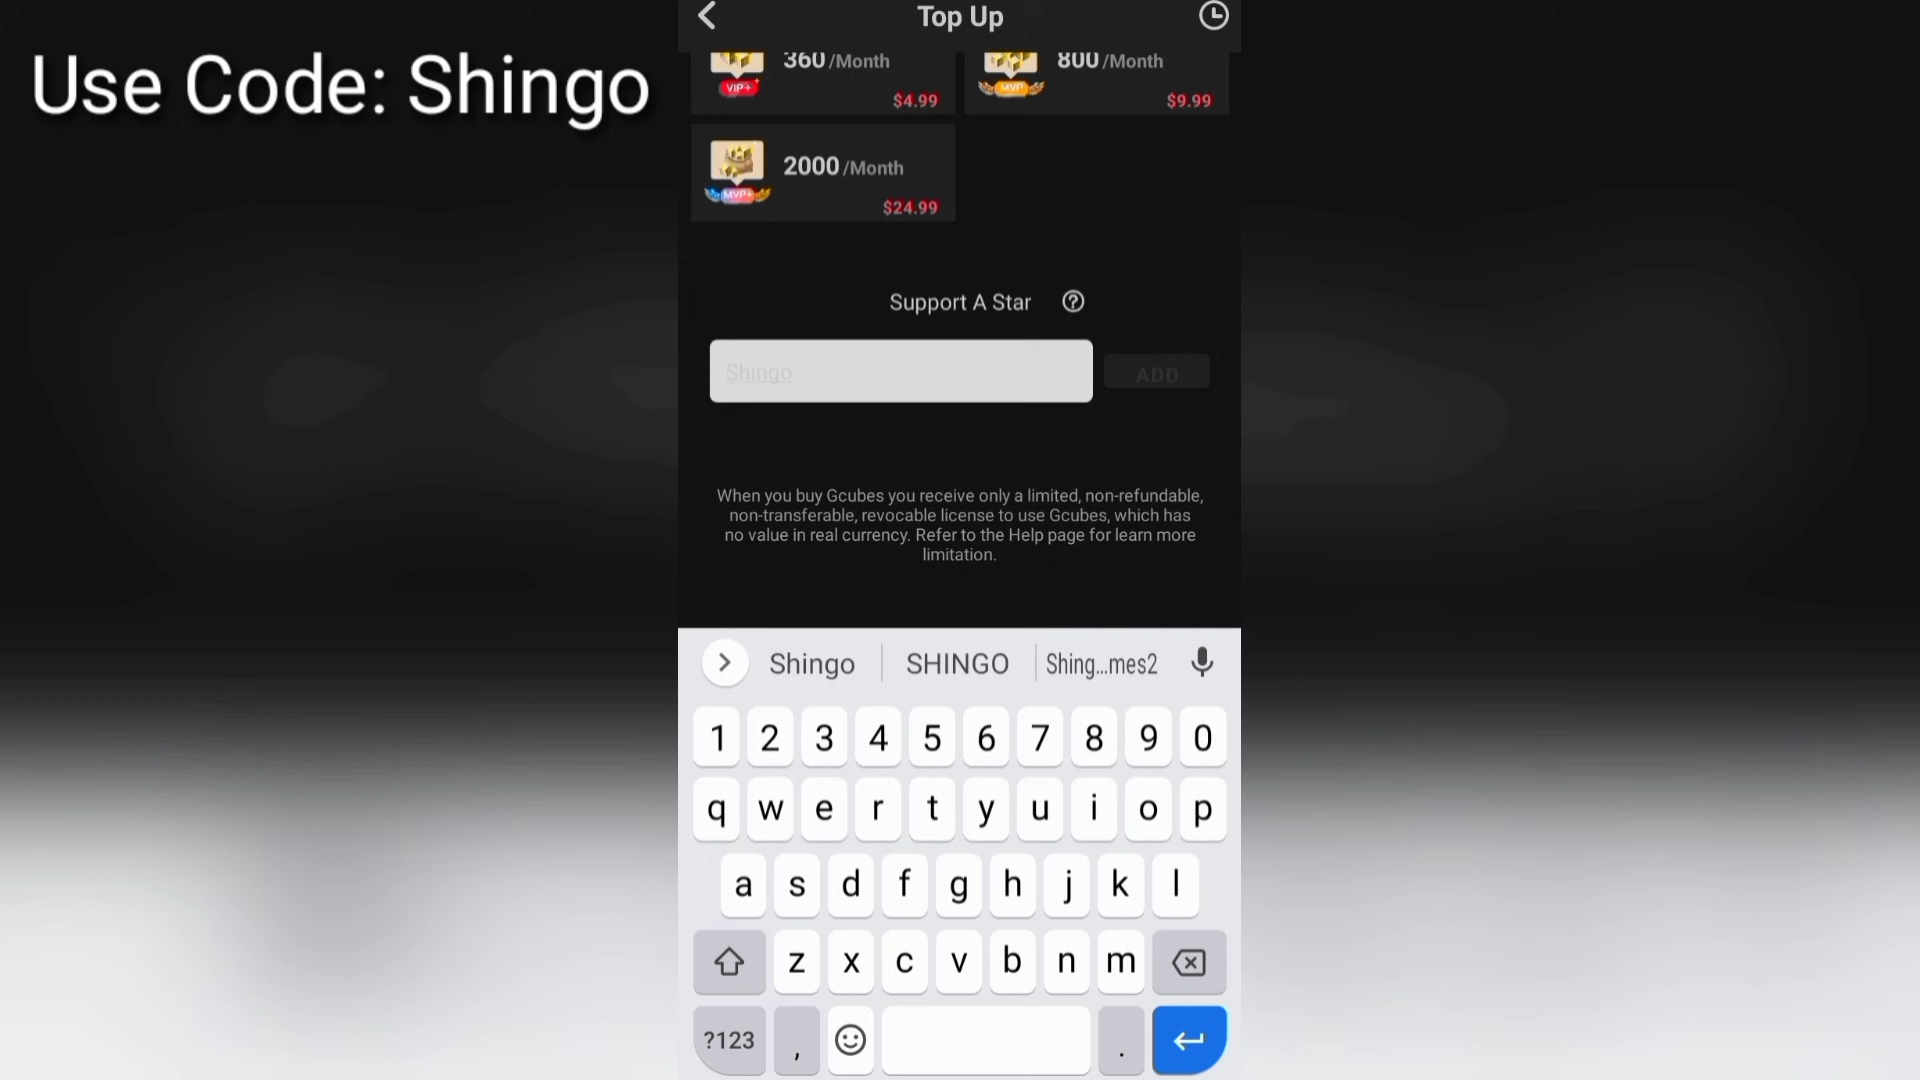 Use Code: Shingo
Top Up
360 /Month
VIP+
$4.99
800 /Month
MVP
$9.99
2000 /Month
MVP+
$24.99
Support A Star
Shingo
ADD
When you buy Gcubes you receive only a limited, non-refundable,
non-transferable, revocable license to use Gcubes, which has
no value in real currency. Refer to the Help page for learn more
limitation.
Shingo SHINGO Shing...mes2
1 2 3 4 5 6 7 8 9 0
q w e r t y u i o p
a s d f g h j k l
z x c v b n m
?123 , .